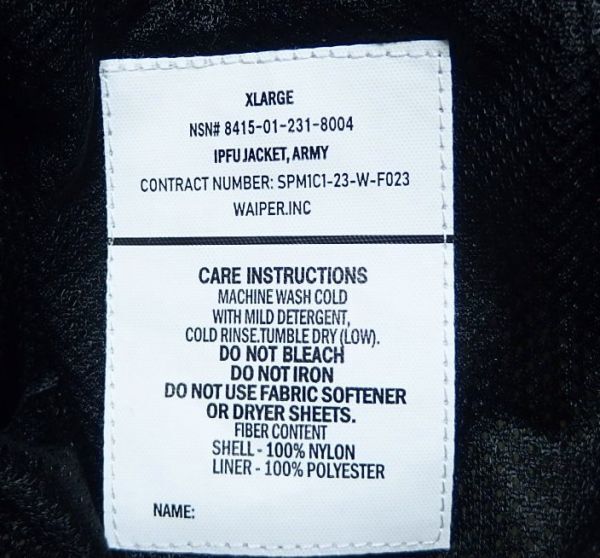 XLARGE
NSN# 8415-01-231-8004
IPFU JACKET, ARMY
CONTRACT NUMBER: SPM1C1-23-W-F023
WAIPER.INC
CARE INSTRUCTIONS
MACHINE WASH COLD
WITH MILD DETERGENT,
COLD RINSE.TUMBLE DRY (LOW).
DO NOT BLEACH
DO NOT IRON
DO NOT USE FABRIC SOFTENER
OR DRYER SHEETS.
FIBER CONTENT
SHELL - 100% NYLON
LINER - 100% POLYESTER
NAME: